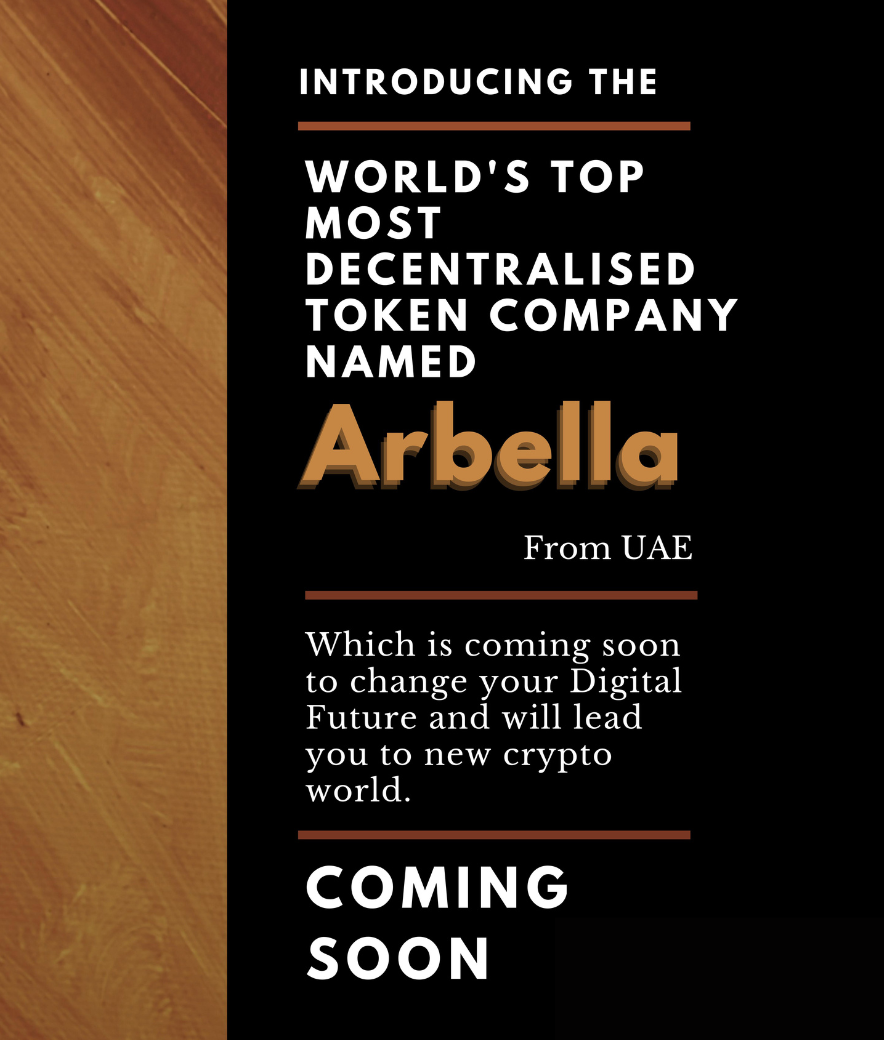 INTRODUCING THE
WORLD'S TOP
MOST
DECENTRALISED
TOKEN COMPANY
NAMED
Arbella
From UAE
Which is coming soon
to change your Digital
Future and will lead
you to new crypto
world.
COMING
SOON